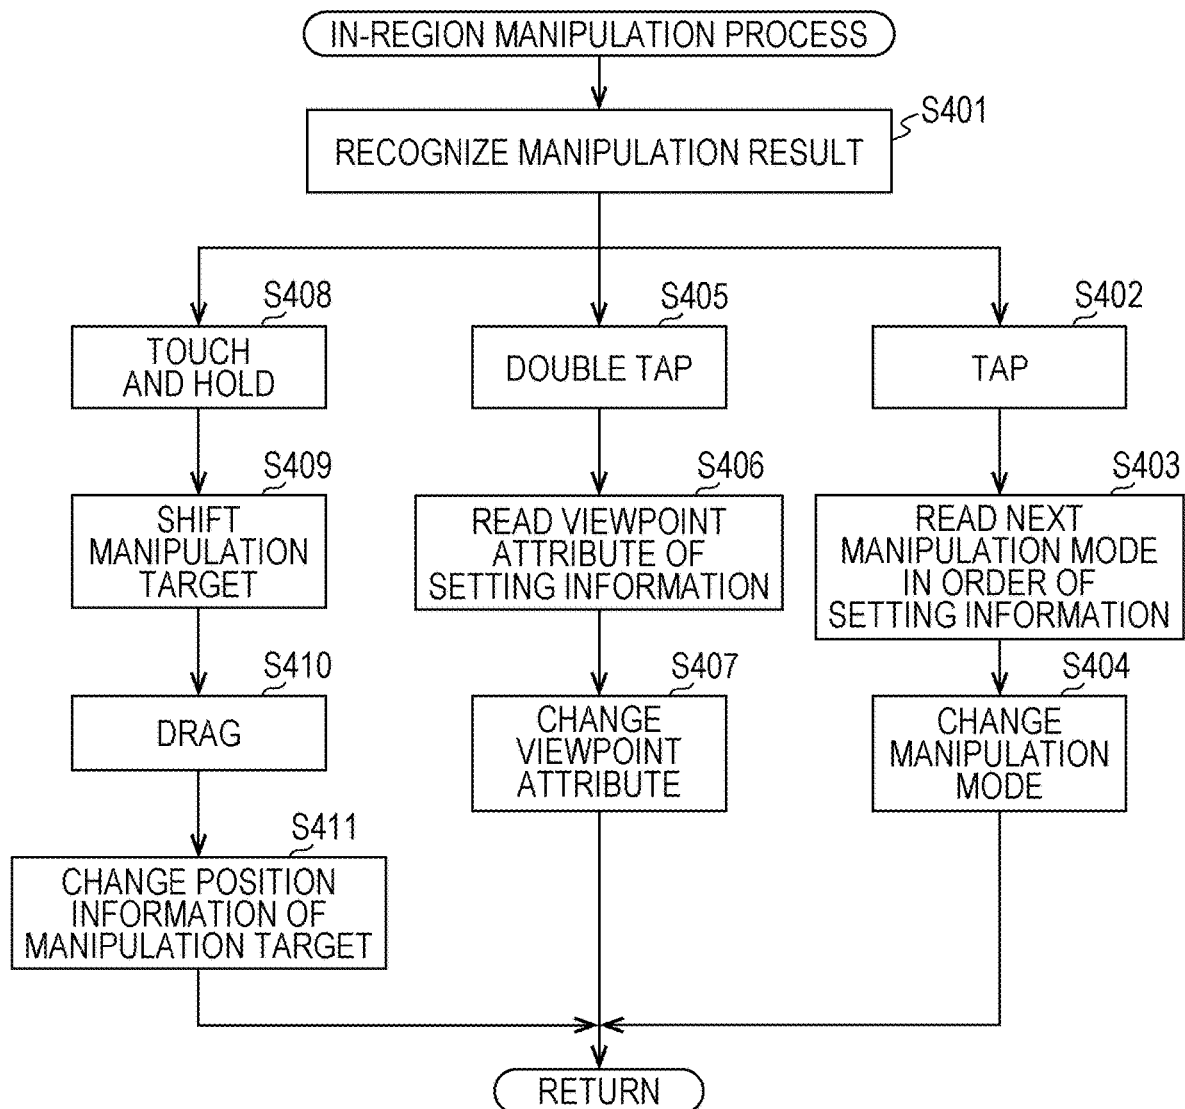 IN-REGION MANIPULATION PROCESS
S401
RECOGNIZE MANIPULATION RESULT
S408
TOUCH
AND HOLD
S409
SHIFT
MANIPULATION
TARGET
S410
DRAG
S411
CHANGE POSITION
INFORMATION OF
MANIPULATION TARGET
S405
DOUBLE TAP
S406
READ VIEWPOINT
ATTRIBUTE OF
SETTING INFORMATION
S407
CHANGE
VIEWPOINT
ATTRIBUTE
S402
TAP
S403
READ NEXT
MANIPULATION MODE
IN ORDER OF
SETTING INFORMATION
S404
CHANGE
MANIPULATION
MODE
RETURN